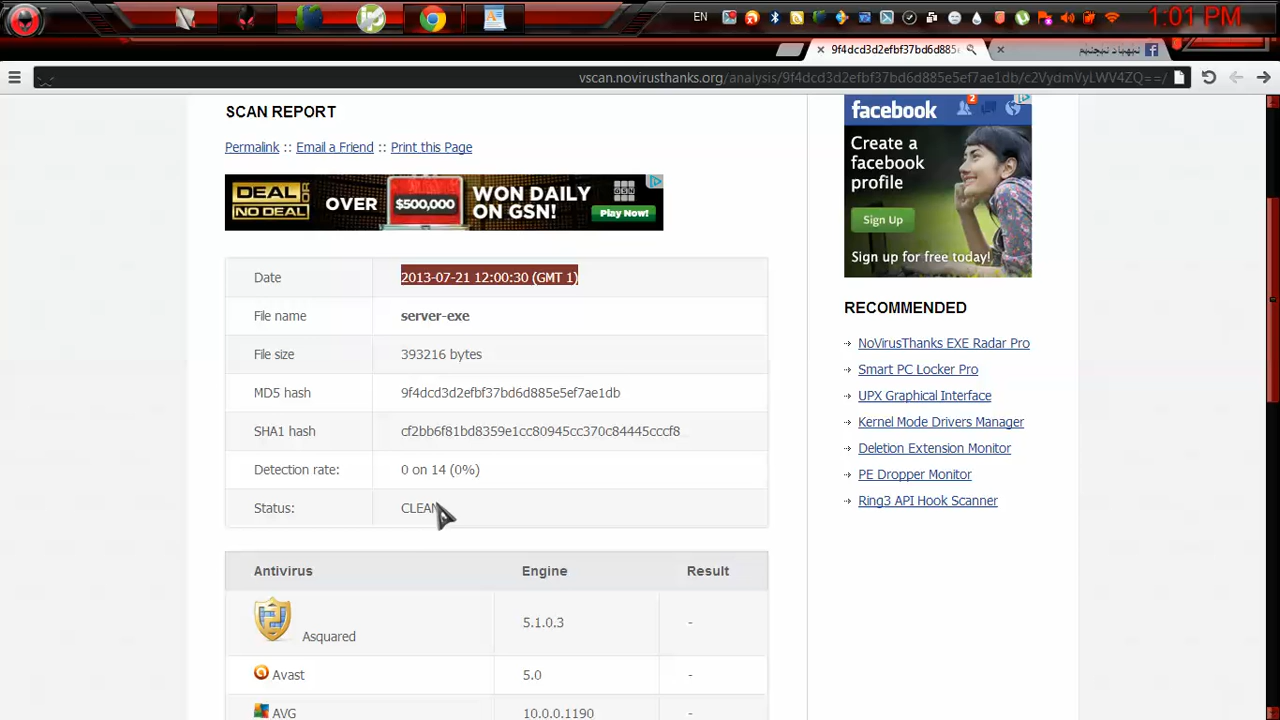 EN
1:01 PM
9f4dcd3d2efbf37bd6d885
vscan.novirusthanks.org/analysis/9f4dcd3d2efbf37bd6d885e5ef7ae1db/c2VydmVyLWV4ZQ==/
SCAN REPORT
Permalink :: Email a Friend :: Print this Page
DEAL OR NO DEAL
OVER $500,000 WON DAILY ON GSN!
GSN
Play Now!
Date 2013-07-21 12:00:30 (GMT 1)
File name server-exe
File size 393216 bytes
MD5 hash 9f4dcd3d2efbf37bd6d885e5ef7ae1db
SHA1 hash cf2bb6f81bd8359e1cc80945cc370c84445cccf8
Detection rate: 0 on 14 (0%)
Status: CLEAN
Antivirus Engine Result
Asquared 5.1.0.3 -
Avast 5.0 -
AVG 10.0.0.1190 -
facebook 2
Create a
facebook
profile
Sign Up
Sign up for free today!
RECOMMENDED
NoVirusThanks EXE Radar Pro
Smart PC Locker Pro
UPX Graphical Interface
Kernel Mode Drivers Manager
Deletion Extension Monitor
PE Dropper Monitor
Ring3 API Hook Scanner